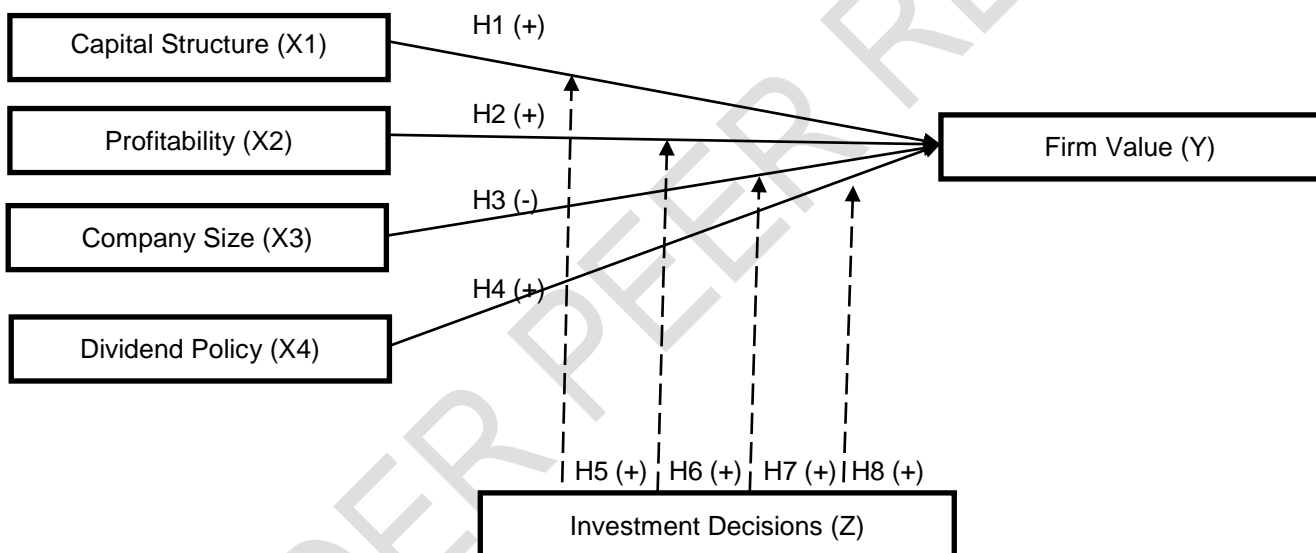 Capital Structure (X1)
H1 (+)
Profitability (X2)
H2 (+)
Firm Value (Y)
Company Size (X3)
H3 (-)
Dividend Policy (X4)
H4 (+)
H5 (+) H6 (+) H7 (+) H8 (+)
Investment Decisions (Z)
PEER